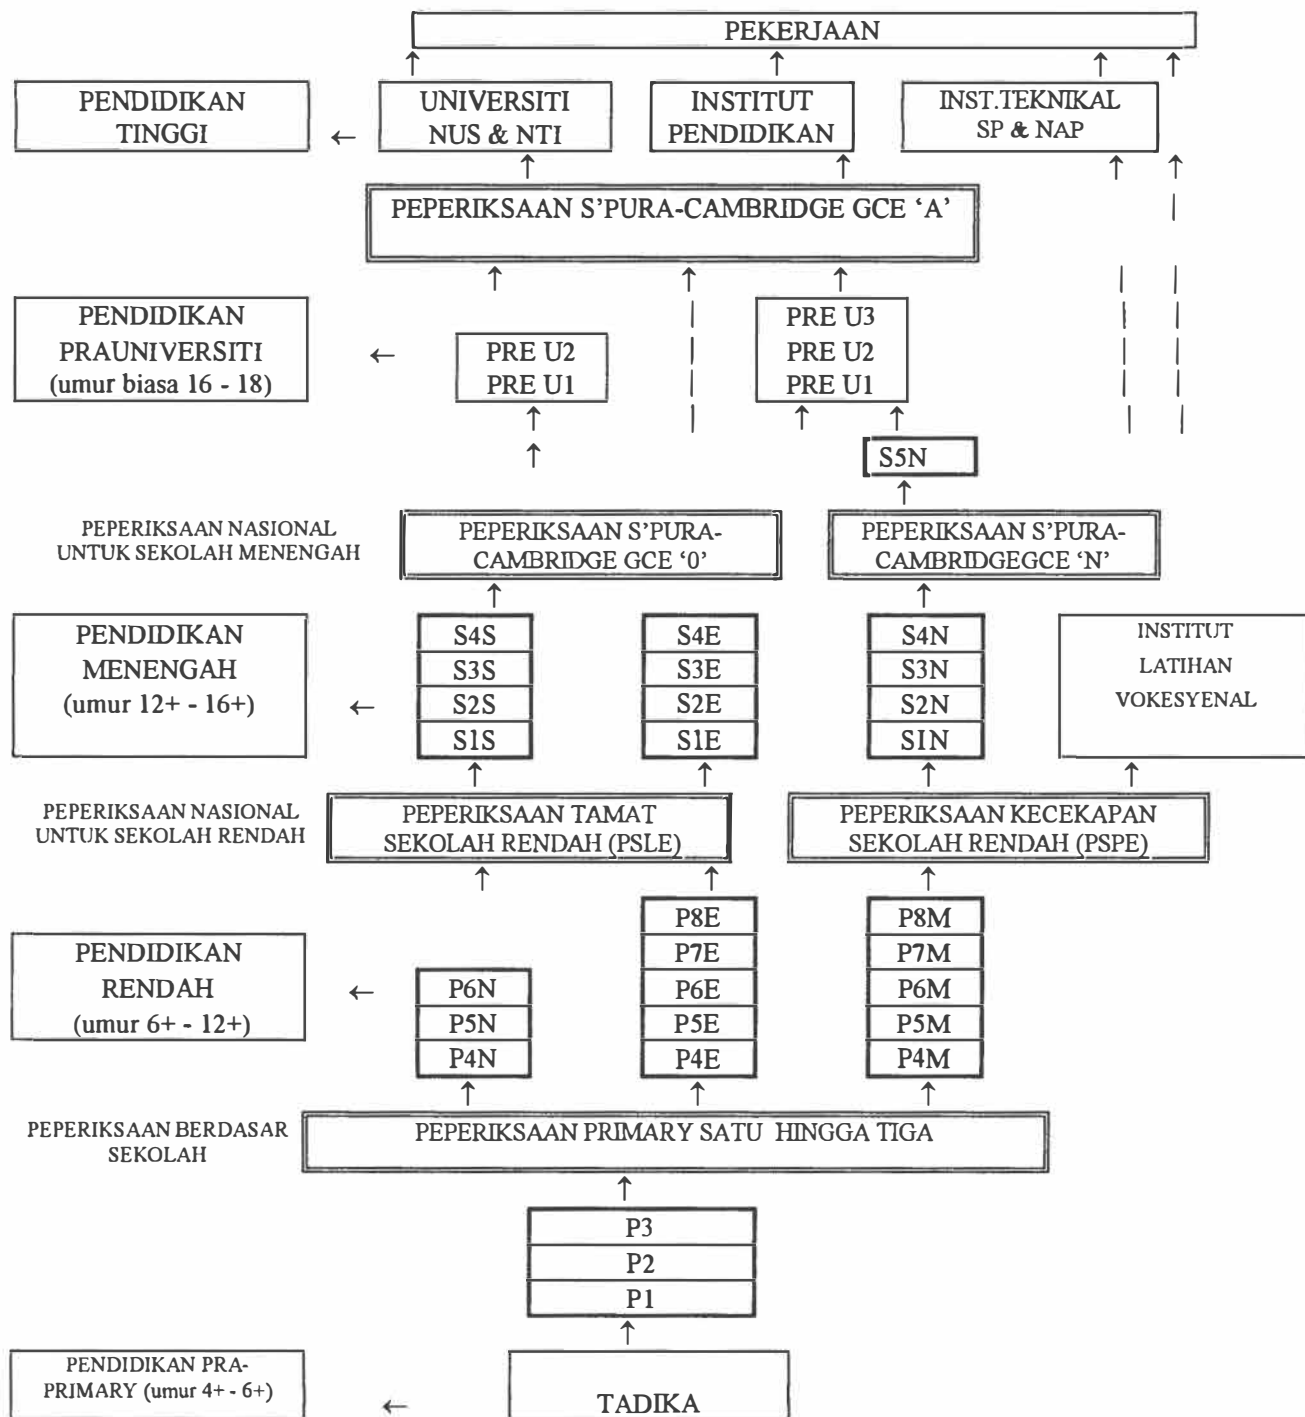 PEKERJAAN
PENDIDIKAN
TINGGI
UNIVERSITI
NUS & NTI
INSTITUT
PENDIDIKAN
INST.TEKNIKAL
SP & NAP
PEPERIKSAAN S'PURA-CAMBRIDGE GCE ‘A’
PENDIDIKAN
PRAUNIVERSITI
(umur biasa 16 - 18)
PRE U2
PRE U1
PRE U3
PRE U2
PRE U1
S5N
PEPERIKSAAN NASIONAL
UNTUK SEKOLAH MENENGAH
PEPERIKSAAN S'PURA-
CAMBRIDGE GCE ‘0’
PEPERIKSAAN S'PURA-
CAMBRIDGEGCE ‘N’
PENDIDIKAN
MENENGAH
(umur 12+ - 16+)
S4S
S3S
S2S
S1S
S4E
S3E
S2E
S1E
S4N
S3N
S2N
SIN
INSTITUT
LATIHAN
VOKESYENAL
PEPERIKSAAN NASIONAL
UNTUK SEKOLAH RENDAH
PEPERIKSAAN TAMAT
SEKOLAH RENDAH (PSLE)
PEPERIKSAAN KECEKAPAN
SEKOLAH RENDAH (PSPE)
PENDIDIKAN
RENDAH
(umur 6+ - 12+)
P6N
P5N
P4N
P8E
P7E
P6E
P5E
P4E
P8M
P7M
P6M
P5M
P4M
PEPERIKSAAN BERDASAR
SEKOLAH
PEPERIKSAAN PRIMARY SATU HINGGA TIGA
P3
P2
P1
PENDIDIKAN PRA-
PRIMARY (umur 4+ - 6+)
TADIKA